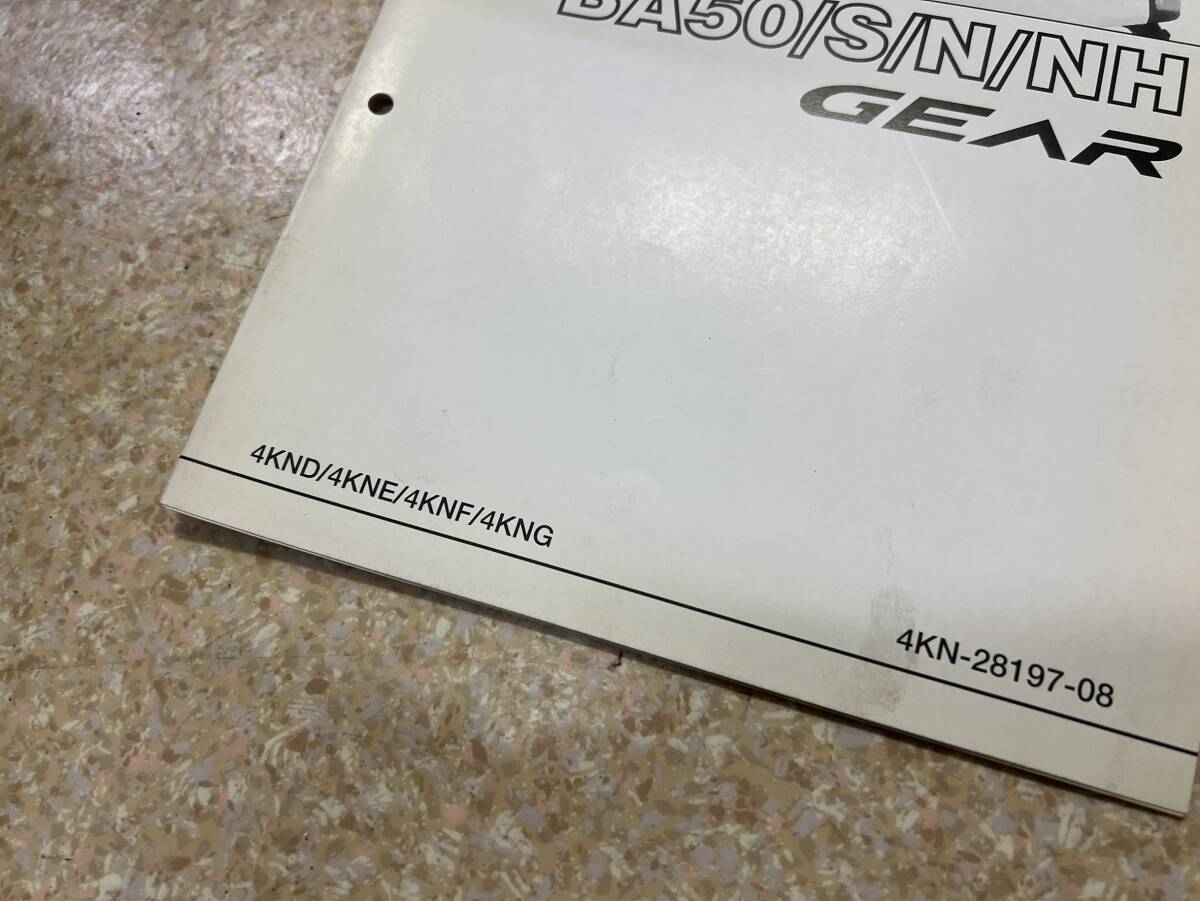 BA50/S/N/NH
GEAR
4KND/4KNE/4KNF/4KNG
4KN-28197-08